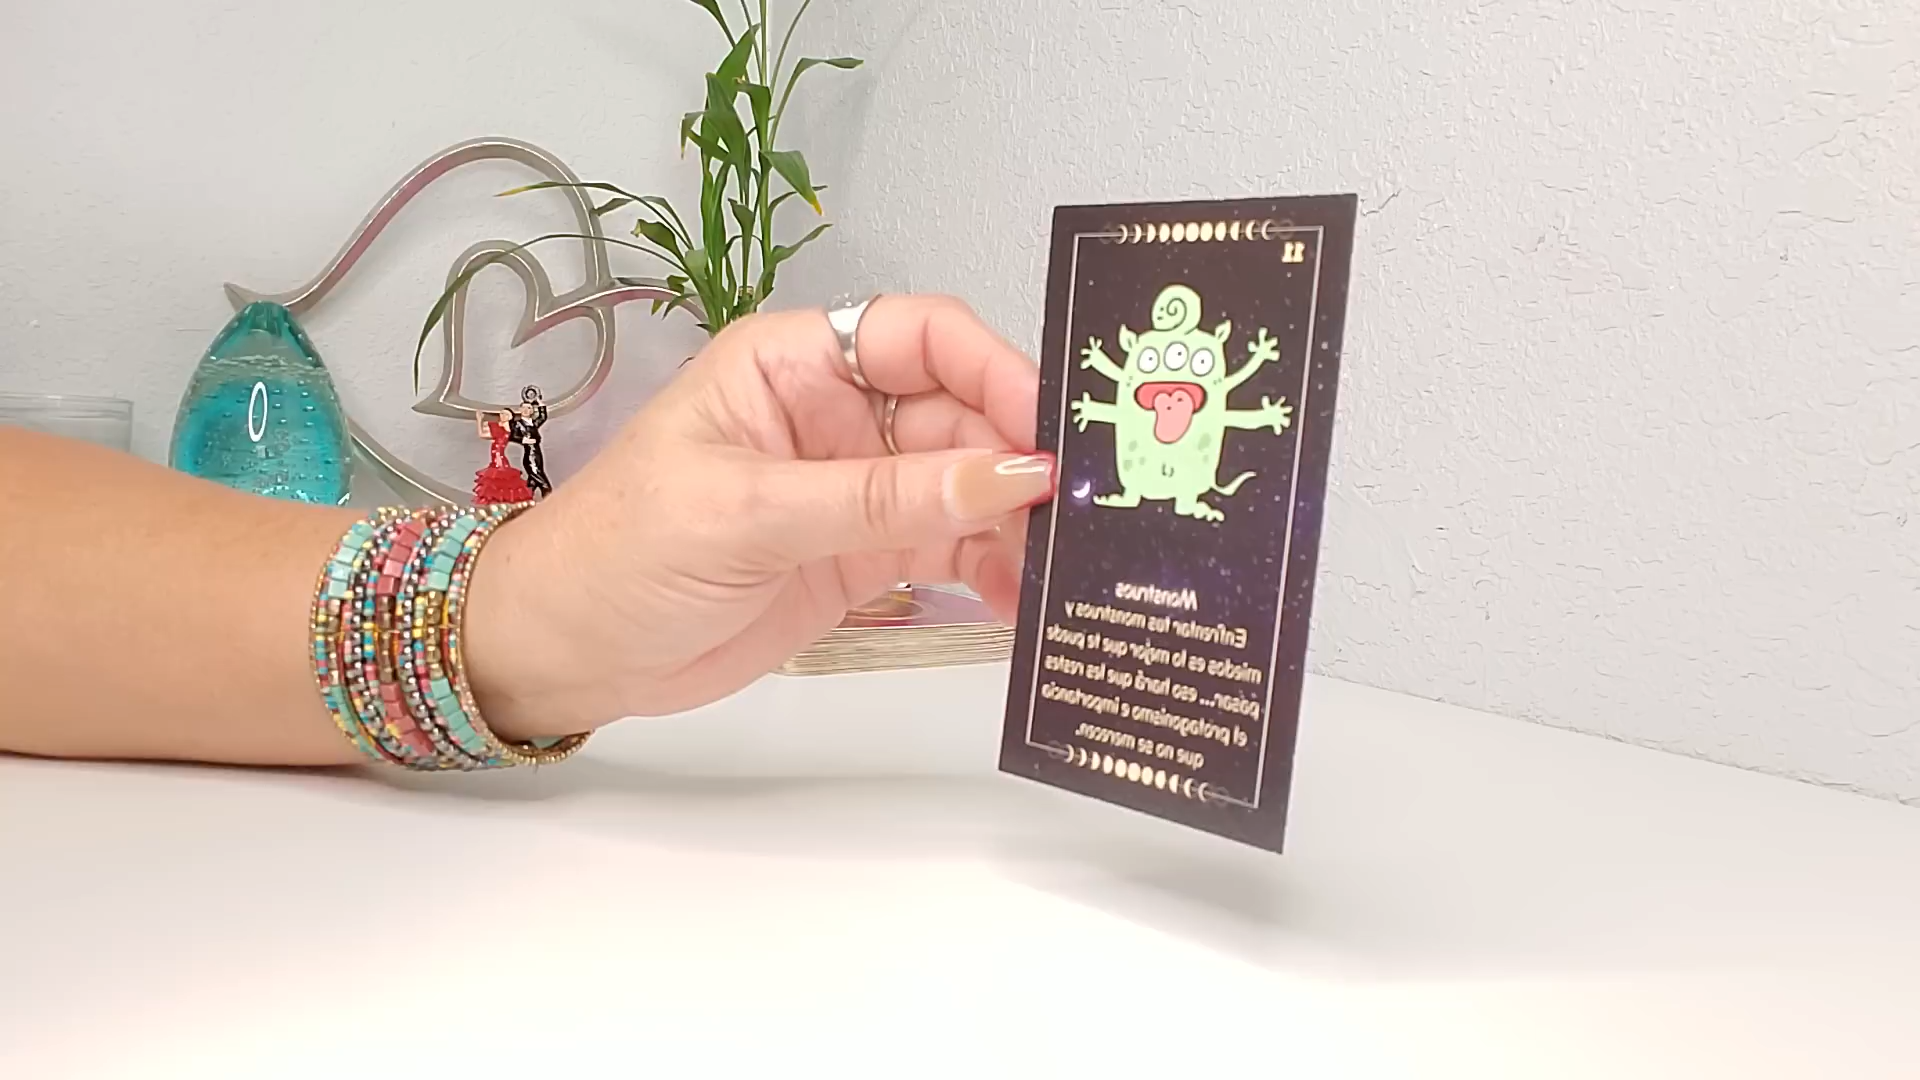 11
Monstruos
Enfrentar tus monstruos y
miedos es lo mejor que te puede
pasar... eso hará que les restes
el protagonismo e importancia
que no se merecen.